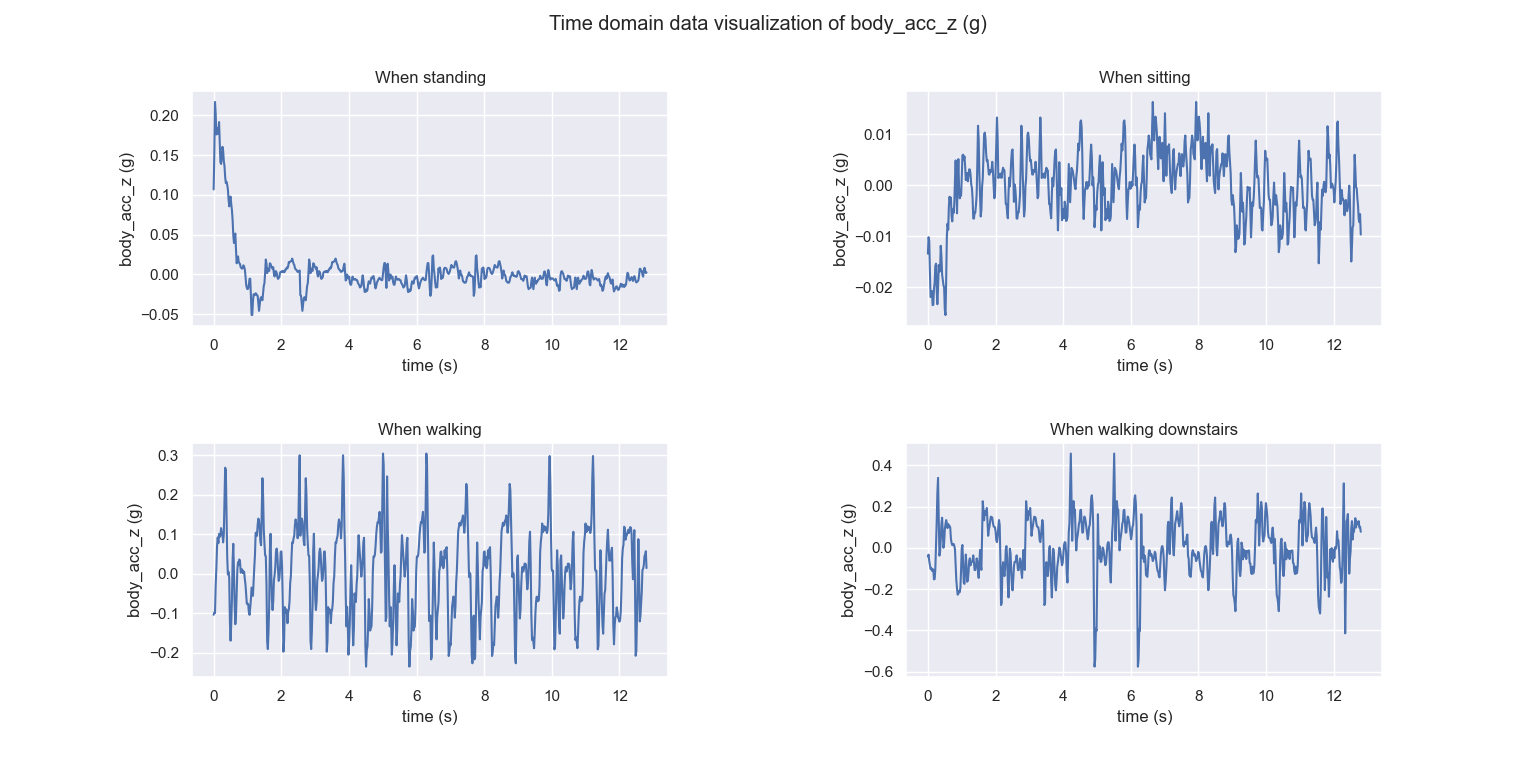 Time domain data visualization of body_acc_z (g)
When standing
body_acc_z (g)
0.20
0.15
0.10
0.05
0.00
−0.05
0 2 4 6 8 10 12
time (s)
When sitting
body_acc_z (g)
0.01
0.00
−0.01
−0.02
0 2 4 6 8 10 12
time (s)
When walking
body_acc_z (g)
0.3
0.2
0.1
0.0
−0.1
−0.2
0 2 4 6 8 10 12
time (s)
When walking downstairs
body_acc_z (g)
0.4
0.2
0.0
−0.2
−0.4
−0.6
0 2 4 6 8 10 12
time (s)